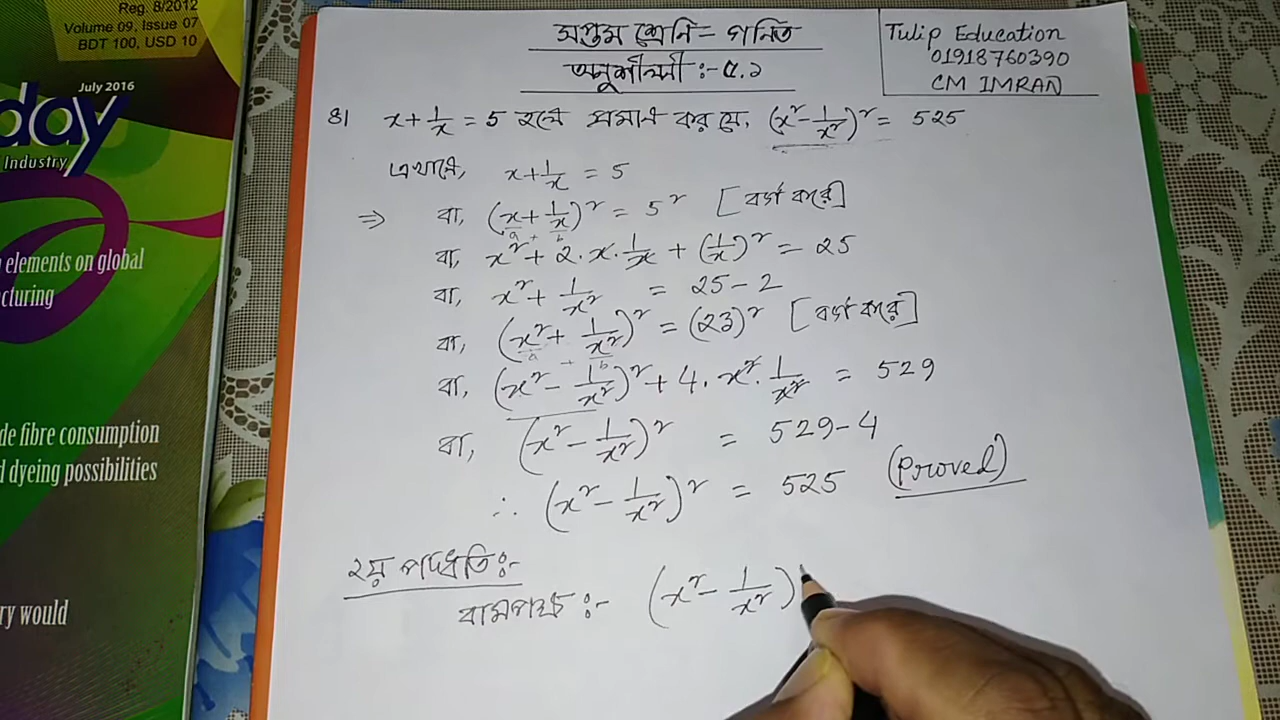 Reg. 8/2012
Volume 09, Issue 07
BDT 100, USD 10
July 2016
day
Industry
elements on global
cturing
de fibre consumption
d dyeing possibilities
ry would
সপ্তম শ্রেণি - গণিত
অনুশীলনী :- ৫.১
Tulip Education
01918760390
CM IMRAN
৪। x + 1/x = 5 হলে প্রমাণ কর যে, (x² - 1/x²)² = 525
এখানে, x + 1/x = 5
⇒ বা, (x + 1/x)² = 5² [বর্গ করে]
a + b
বা, x² + 2·x·1/x + (1/x)² = 25
বা, x² + 1/x² = 25 - 2
বা, (x² + 1/x²)² = (23)² [বর্গ করে]
a + b
বা, (x² - 1/x²)² + 4·x²·1/x² = 529
বা, (x² - 1/x²)² = 529 - 4
∴ (x² - 1/x²)² = 525 (Proved)
২য় পদ্ধতি :-
বামপক্ষ :- (x² - 1/x²)